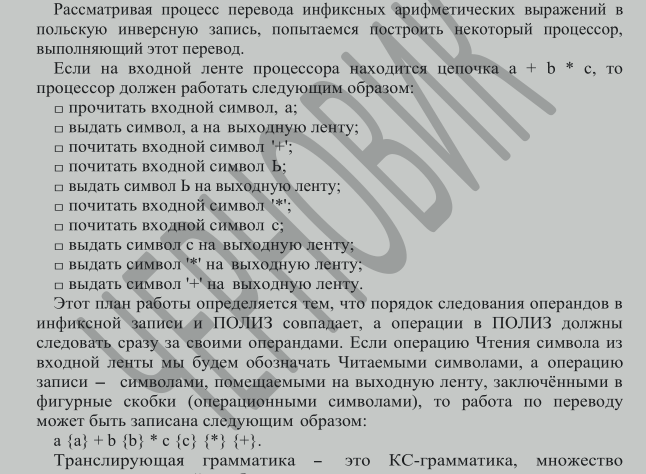 Рассматривая процесс перевода инфиксных арифметических выражений в
польскую инверсную запись, попытаемся построить некоторый процессор,
выполняющий этот перевод.
Если на входной ленте процессора находится цепочка a + b * c, то
процессор должен работать следующим образом:
□ прочитать входной символ, а;
□ выдать символ, а на выходную ленту;
□ почитать входной символ '+';
□ почитать входной символ Ь;
□ выдать символ Ь на выходную ленту;
□ почитать входной символ '*';
□ почитать входной символ с;
□ выдать символ с на выходную ленту;
□ выдать символ '*' на выходную ленту;
□ выдать символ '+' на выходную ленту.
Этот план работы определяется тем, что порядок следования операндов в
инфиксной записи и ПОЛИЗ совпадает, а операции в ПОЛИЗ должны
следовать сразу за своими операндами. Если операцию Чтения символа из
входной ленты мы будем обозначать Читаемыми символами, а операцию
записи – символами, помещаемыми на выходную ленту, заключёнными в
фигурные скобки (операционными символами), то работа по переводу
может быть записана следующим образом:
a {a} + b {b} * c {c} {*} {+}.
Транслирующая грамматика – это КС-грамматика, множество
ЧЕРНОВИК